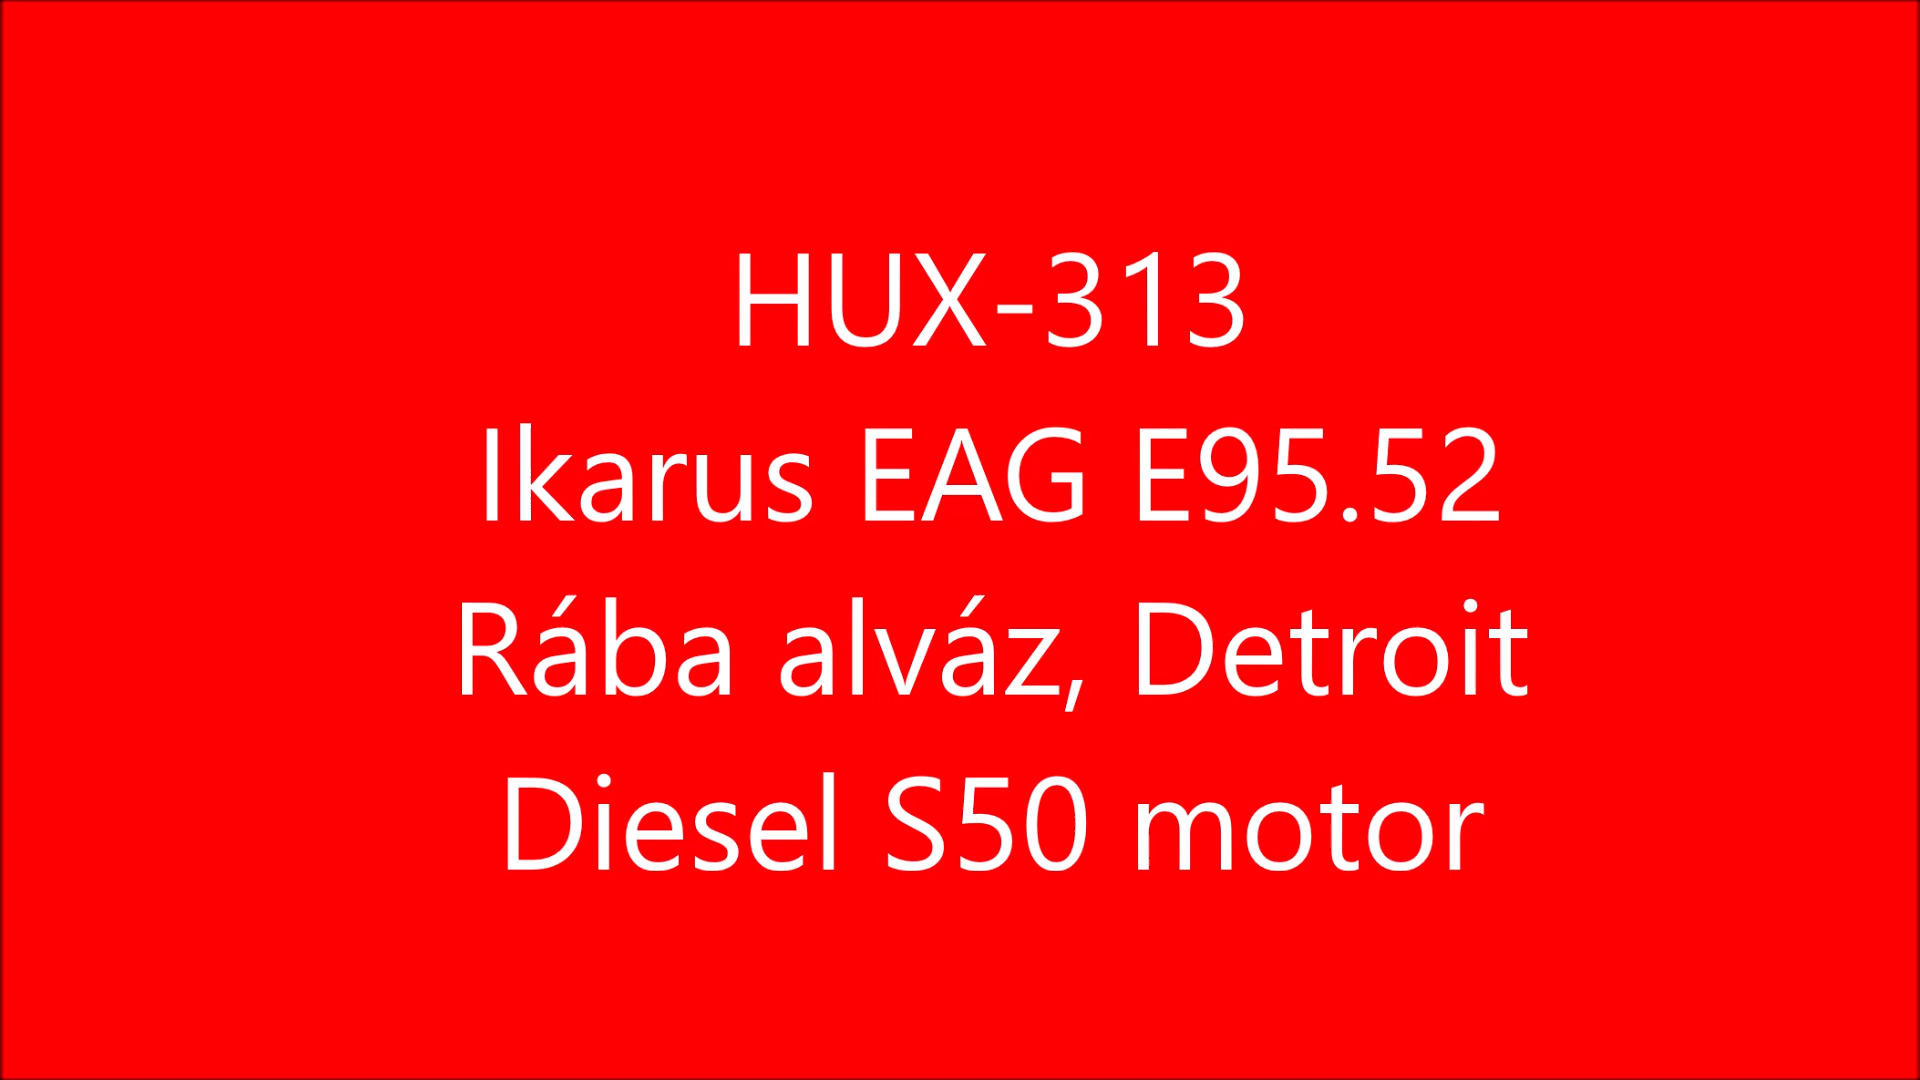 HUX-313
Ikarus EAG E95.52
Rába alváz, Detroit
Diesel S50 motor